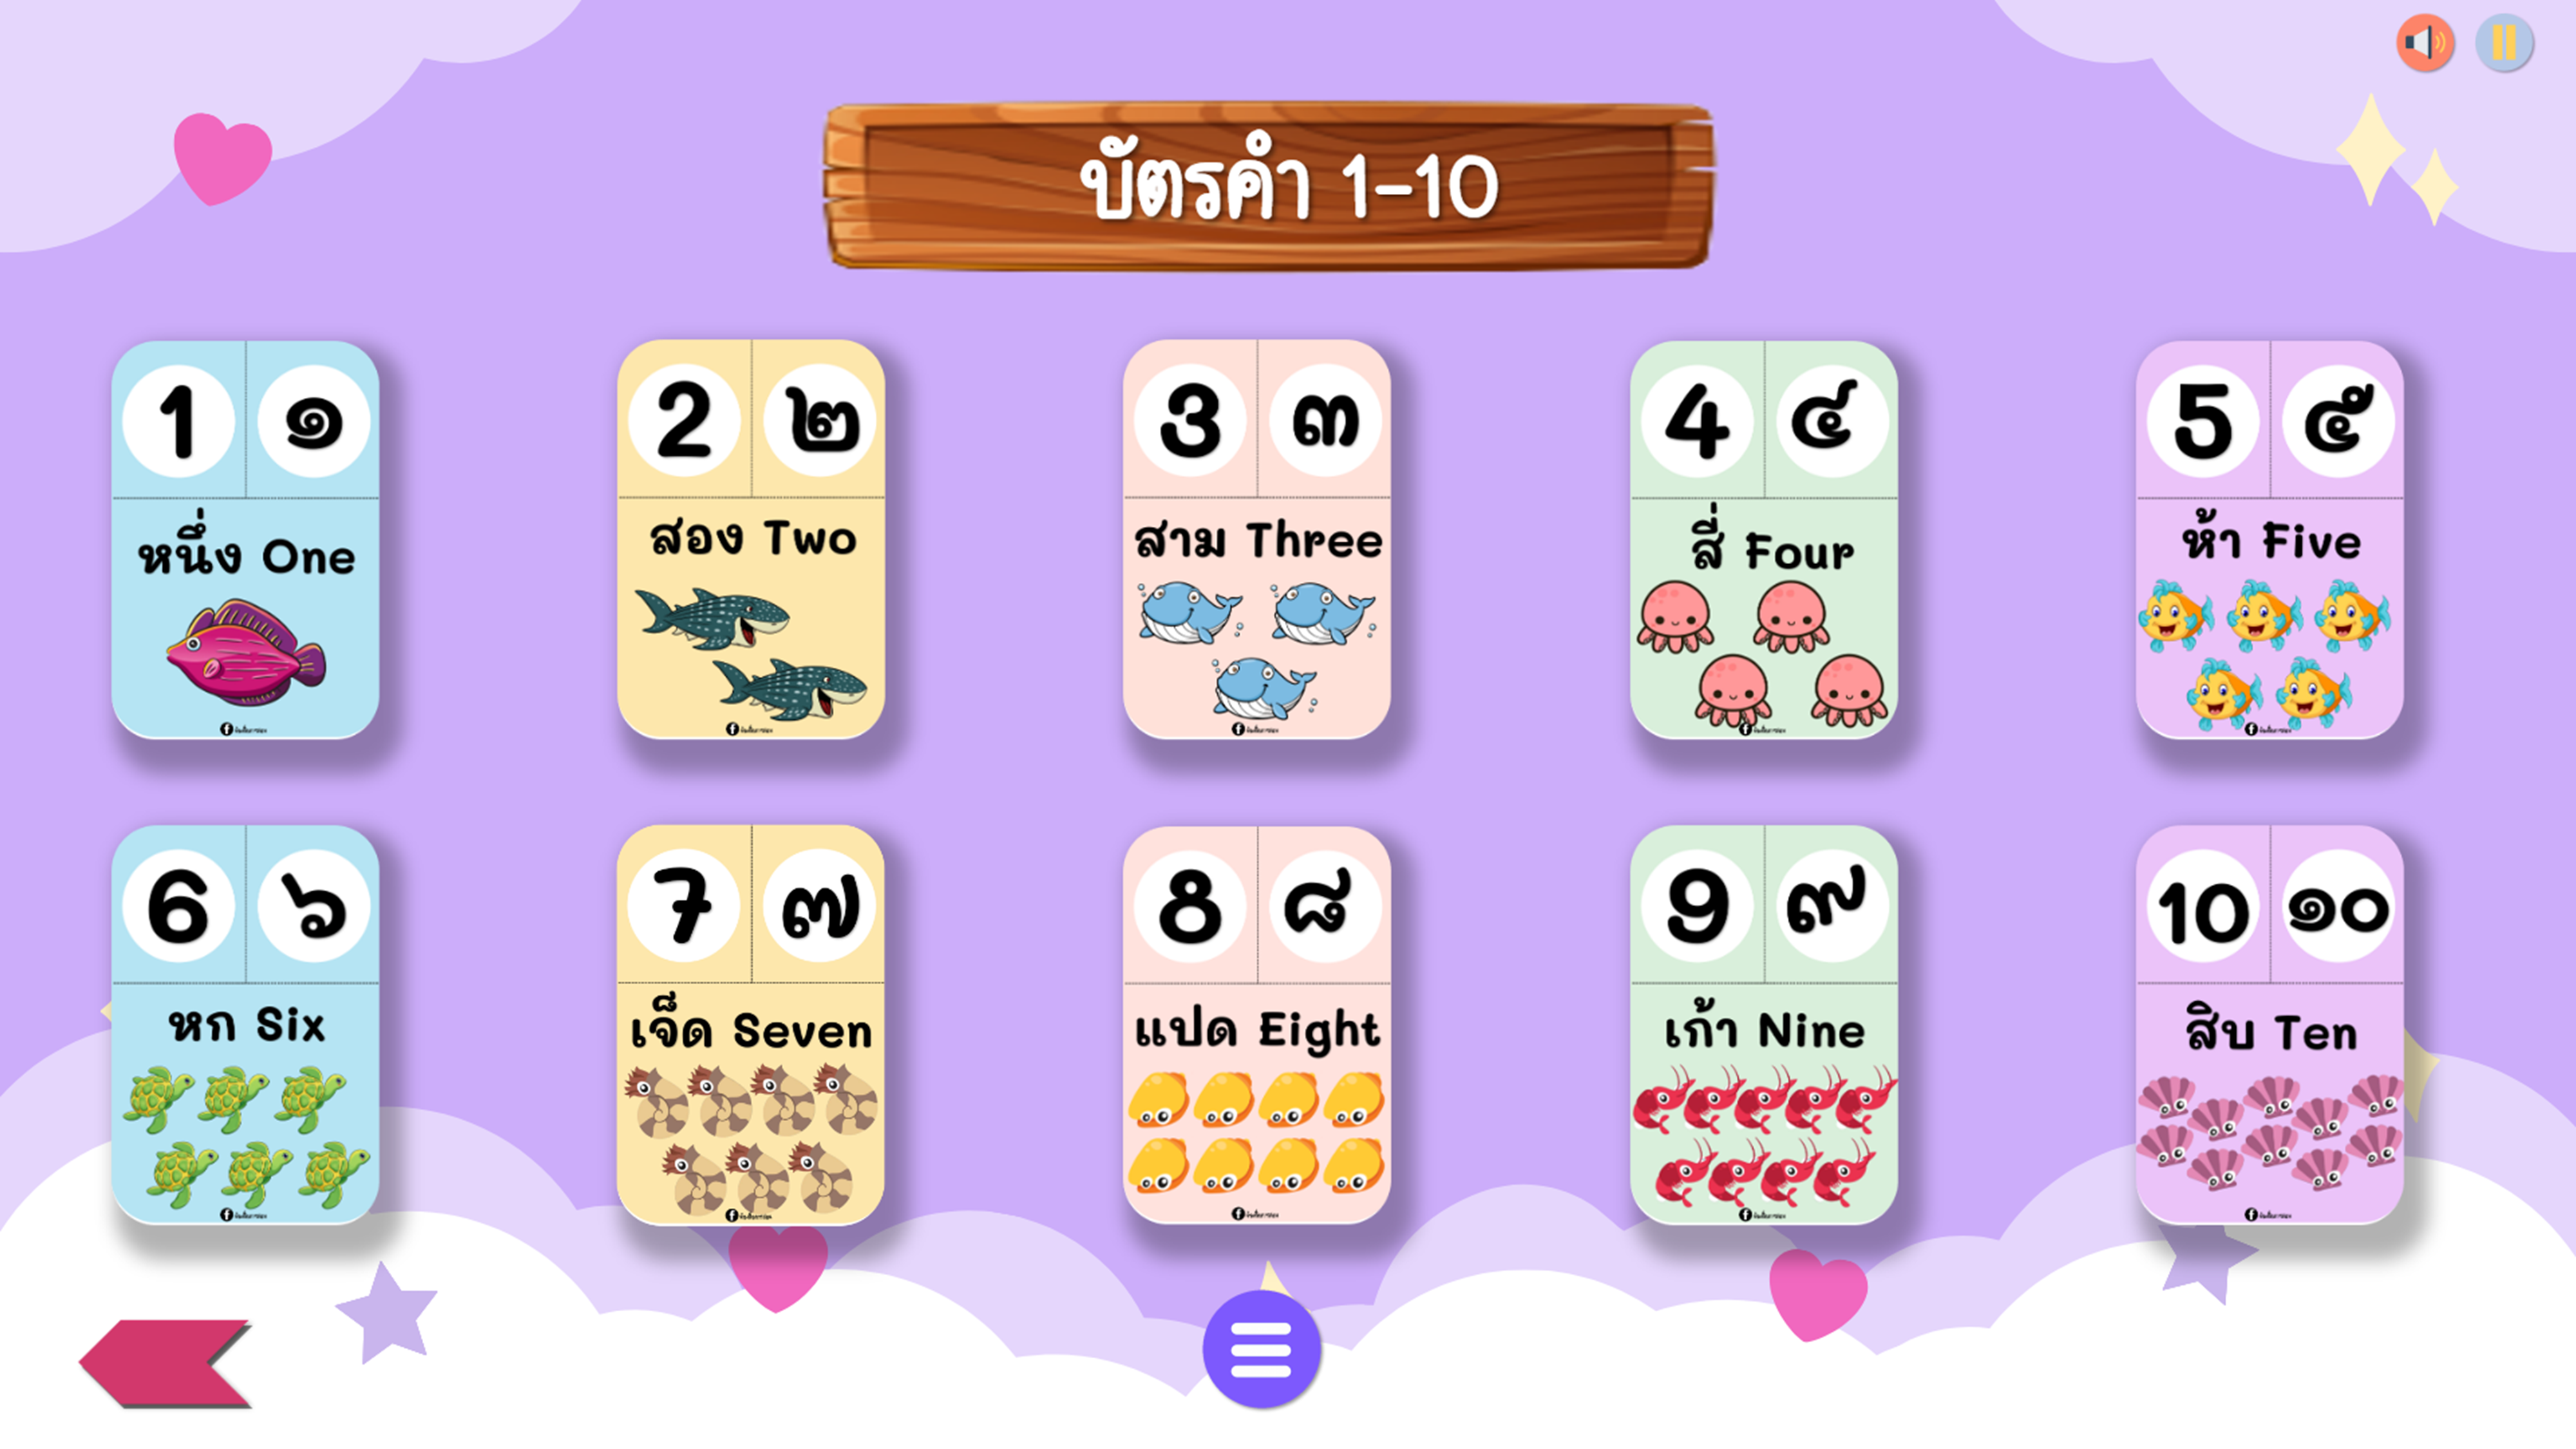 บัตรคำ 1-10
1 ๑
หนึ่ง One
2 ๒
สอง Two
3 ๓
สาม Three
4 ๔
สี่ Four
5 ๕
ห้า Five
6 ๖
หก Six
7 ๗
เจ็ด Seven
8 ๘
แปด Eight
9 ๙
เก้า Nine
10 ๑๐
สิบ Ten